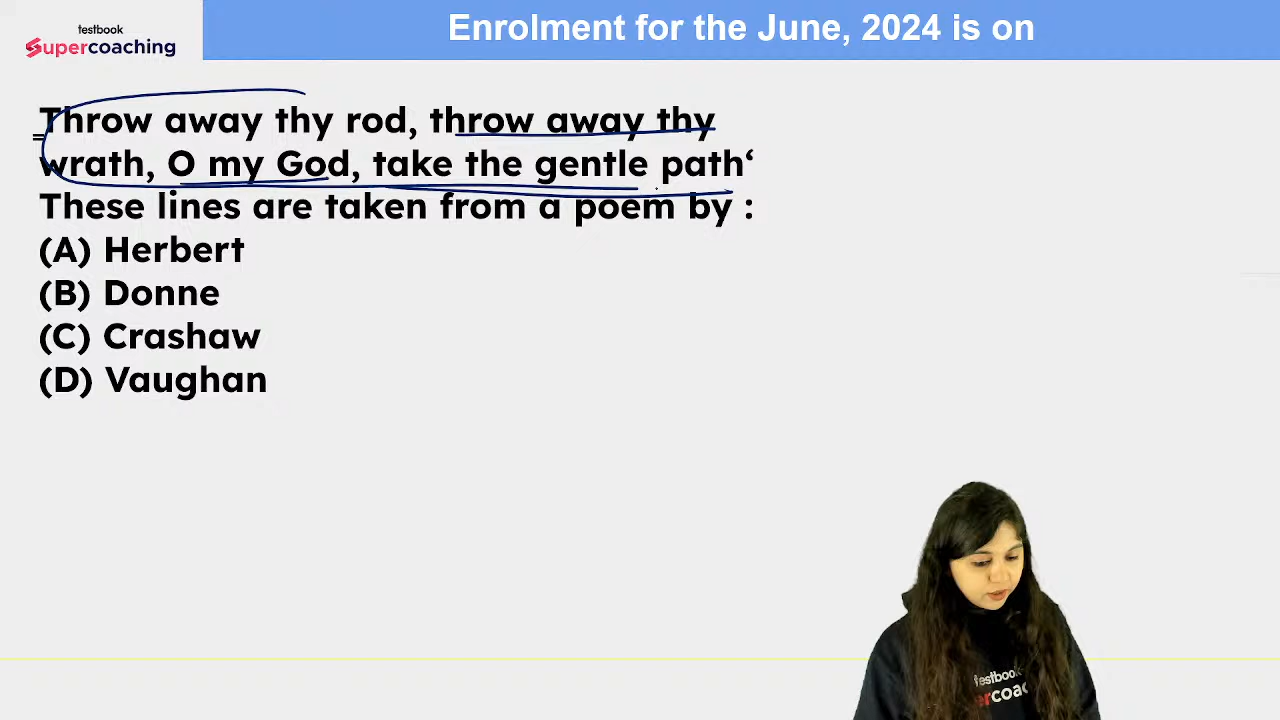 testbook
Supercoaching
Enrolment for the June, 2024 is on
Throw away thy rod, throw away thy
wrath, O my God, take the gentle path‘
These lines are taken from a poem by :
(A) Herbert
(B) Donne
(C) Crashaw
(D) Vaughan
testbook